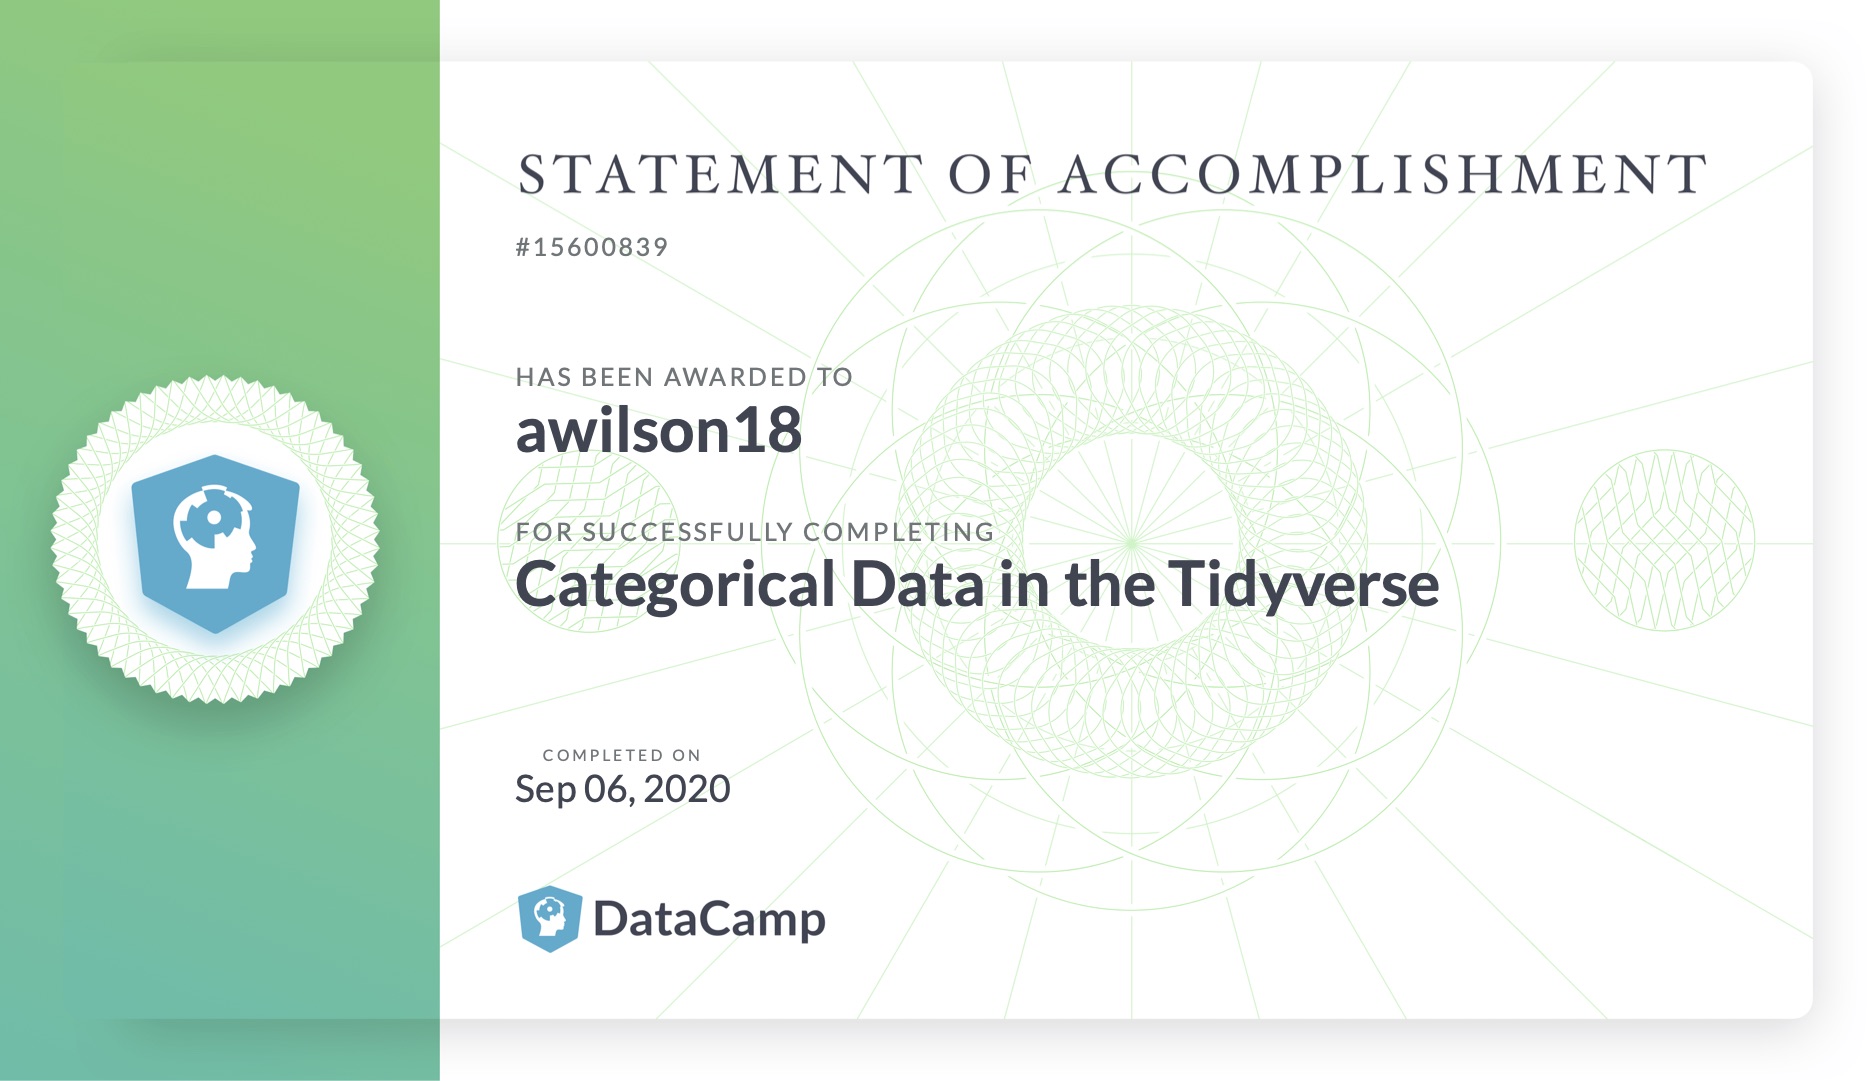 STATEMENT OF ACCOMPLISHMENT
#15600839
HAS BEEN AWARDED TO
awilson18
FOR SUCCESSFULLY COMPLETING
Categorical Data in the Tidyverse
COMPLETED ON
Sep 06, 2020
DataCamp